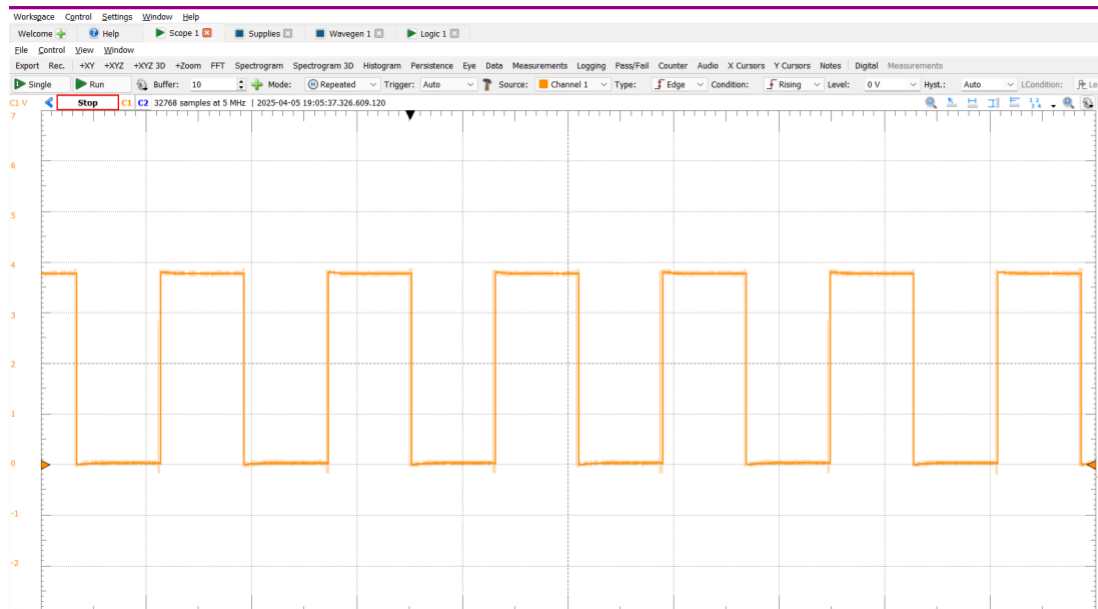 Workspace Control Settings Window Help
Welcome Help Scope 1 Supplies Wavegen 1 Logic 1
File Control View Window
Export Rec. +XY +XYZ +XYZ 3D +Zoom FFT Spectrogram Spectrogram 3D Histogram Persistence Eye Data Measurements Logging Pass/Fail Counter Audio X Cursors Y Cursors Notes Digital Measurements
Single Run Buffer: 10 Mode: Repeated Trigger: Auto Source: Channel 1 Type: Edge Condition: Rising Level: 0 V Hyst.: Auto LCondition: Le
C1 V Stop C1 C2 32768 samples at 5 MHz | 2025-04-05 19:05:37.326.609.120
7
6
5
4
3
2
1
0
-1
-2